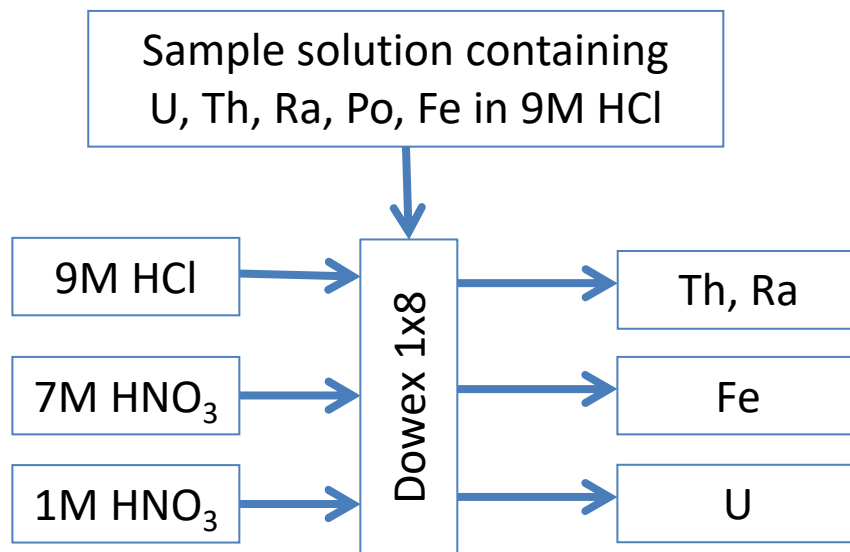 Sample solution containing
U, Th, Ra, Po, Fe in 9M HCl
9M HCl
Dowex 1x8
Th, Ra
7M HNO₃
Fe
1M HNO₃
U